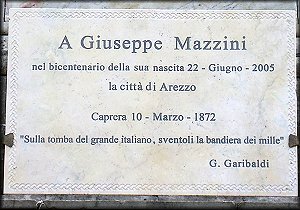 A Giuseppe Mazzini
nel bicentenario della sua nascita 22 - Giugno - 2005
la città di Arezzo
Caprera 10 - Marzo - 1872
"Sulla tomba del grande italiano, sventoli la bandiera dei mille"
G. Garibaldi